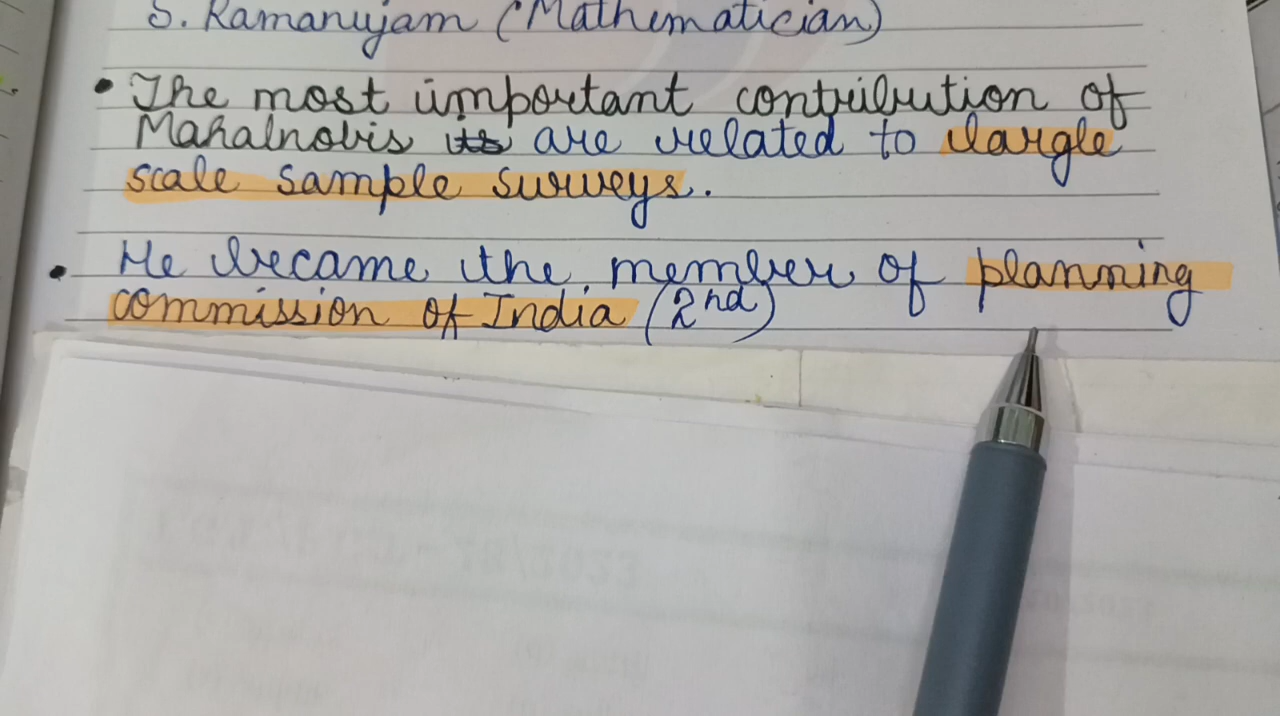 S. Ramanujam (Mathematician)
• The most important contribution of
Mahalnobis are related to largle
scale sample surveys.
• He became the member of planning
commission of India (2nd)